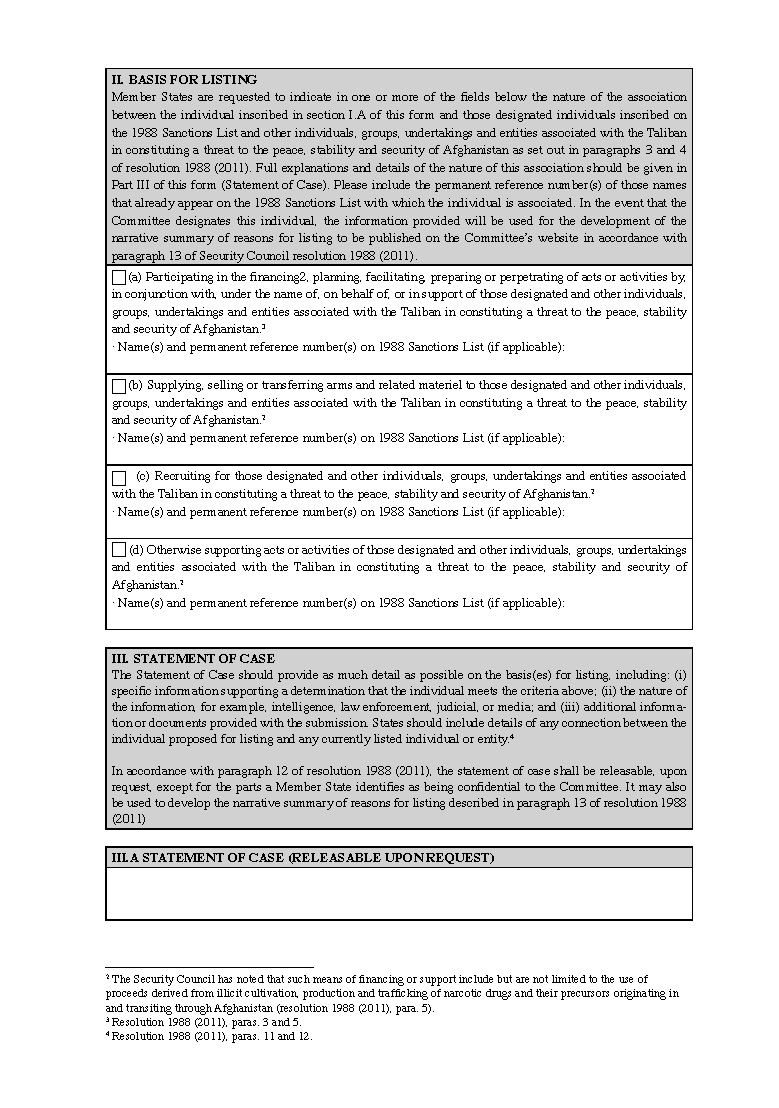 II. BASIS FOR LISTING
Member States are requested to indicate in one or more of the fields below the nature of the association
between the individual inscribed in section I.A of this form and those designated individuals inscribed on
the 1988 Sanctions List and other individuals, groups, undertakings and entities associated with the Taliban
in constituting a threat to the peace, stability and security of Afghanistan as set out in paragraphs 3 and 4
of resolution 1988 (2011). Full explanations and details of the nature of this association should be given in
Part III of this form (Statement of Case). Please include the permanent reference number(s) of those names
that already appear on the 1988 Sanctions List with which the individual is associated. In the event that the
Committee designates this individual, the information provided will be used for the development of the
narrative summary of reasons for listing to be published on the Committee's website in accordance with
paragraph 13 of Security Council resolution 1988 (2011).
(a) Participating in the financing2, planning, facilitating, preparing or perpetrating of acts or activities by,
in conjunction with, under the name of, on behalf of, or in support of those designated and other individuals,
groups, undertakings and entities associated with the Taliban in constituting a threat to the peace, stability
and security of Afghanistan.³
· Name(s) and permanent reference number(s) on 1988 Sanctions List (if applicable):
(b) Supplying, selling or transferring arms and related materiel to those designated and other individuals,
groups, undertakings and entities associated with the Taliban in constituting a threat to the peace, stability
and security of Afghanistan.²
· Name(s) and permanent reference number(s) on 1988 Sanctions List (if applicable):
(c) Recruiting for those designated and other individuals, groups, undertakings and entities associated
with the Taliban in constituting a threat to the peace, stability and security of Afghanistan.²
· Name(s) and permanent reference number(s) on 1988 Sanctions List (if applicable):
(d) Otherwise supporting acts or activities of those designated and other individuals, groups, undertakings
and entities associated with the Taliban in constituting a threat to the peace, stability and security of
Afghanistan.²
· Name(s) and permanent reference number(s) on 1988 Sanctions List (if applicable):
III. STATEMENT OF CASE
The Statement of Case should provide as much detail as possible on the basis(es) for listing, including: (i)
specific information supporting a determination that the individual meets the criteria above; (ii) the nature of
the information, for example, intelligence, law enforcement, judicial, or media; and (iii) additional informa-
tion or documents provided with the submission. States should include details of any connection between the
individual proposed for listing and any currently listed individual or entity.⁴
In accordance with paragraph 12 of resolution 1988 (2011), the statement of case shall be releasable, upon
request, except for the parts a Member State identifies as being confidential to the Committee. It may also
be used to develop the narrative summary of reasons for listing described in paragraph 13 of resolution 1988
(2011)
III.A STATEMENT OF CASE (RELEASABLE UPON REQUEST)
² The Security Council has noted that such means of financing or support include but are not limited to the use of
proceeds derived from illicit cultivation, production and trafficking of narcotic drugs and their precursors originating in
and transiting through Afghanistan (resolution 1988 (2011), para. 5).
³ Resolution 1988 (2011), paras. 3 and 5.
⁴ Resolution 1988 (2011), paras. 11 and 12.